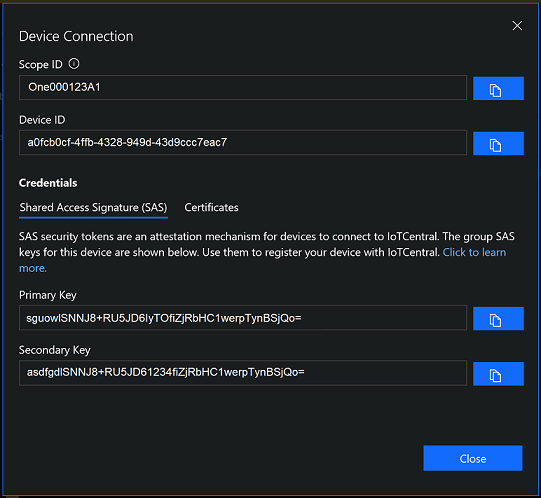 Device Connection
Scope ID
One000123A1
Device ID
a0fcb0cf-4ffb-4328-949d-43d9ccc7eac7
Credentials
Shared Access Signature (SAS) Certificates
SAS security tokens are an attestation mechanism for devices to connect to IoTCentral. The group SAS
keys for this device are shown below. Use them to register your device with IoTCentral. Click to learn
more.
Primary Key
sguowlSNNJ8+RU5JD6IyTOfiZjRbHC1werpTynBSjQo=
Secondary Key
asdfgdlSNNJ8+RU5JD61234fiZjRbHC1werpTynBSjQo=
Close